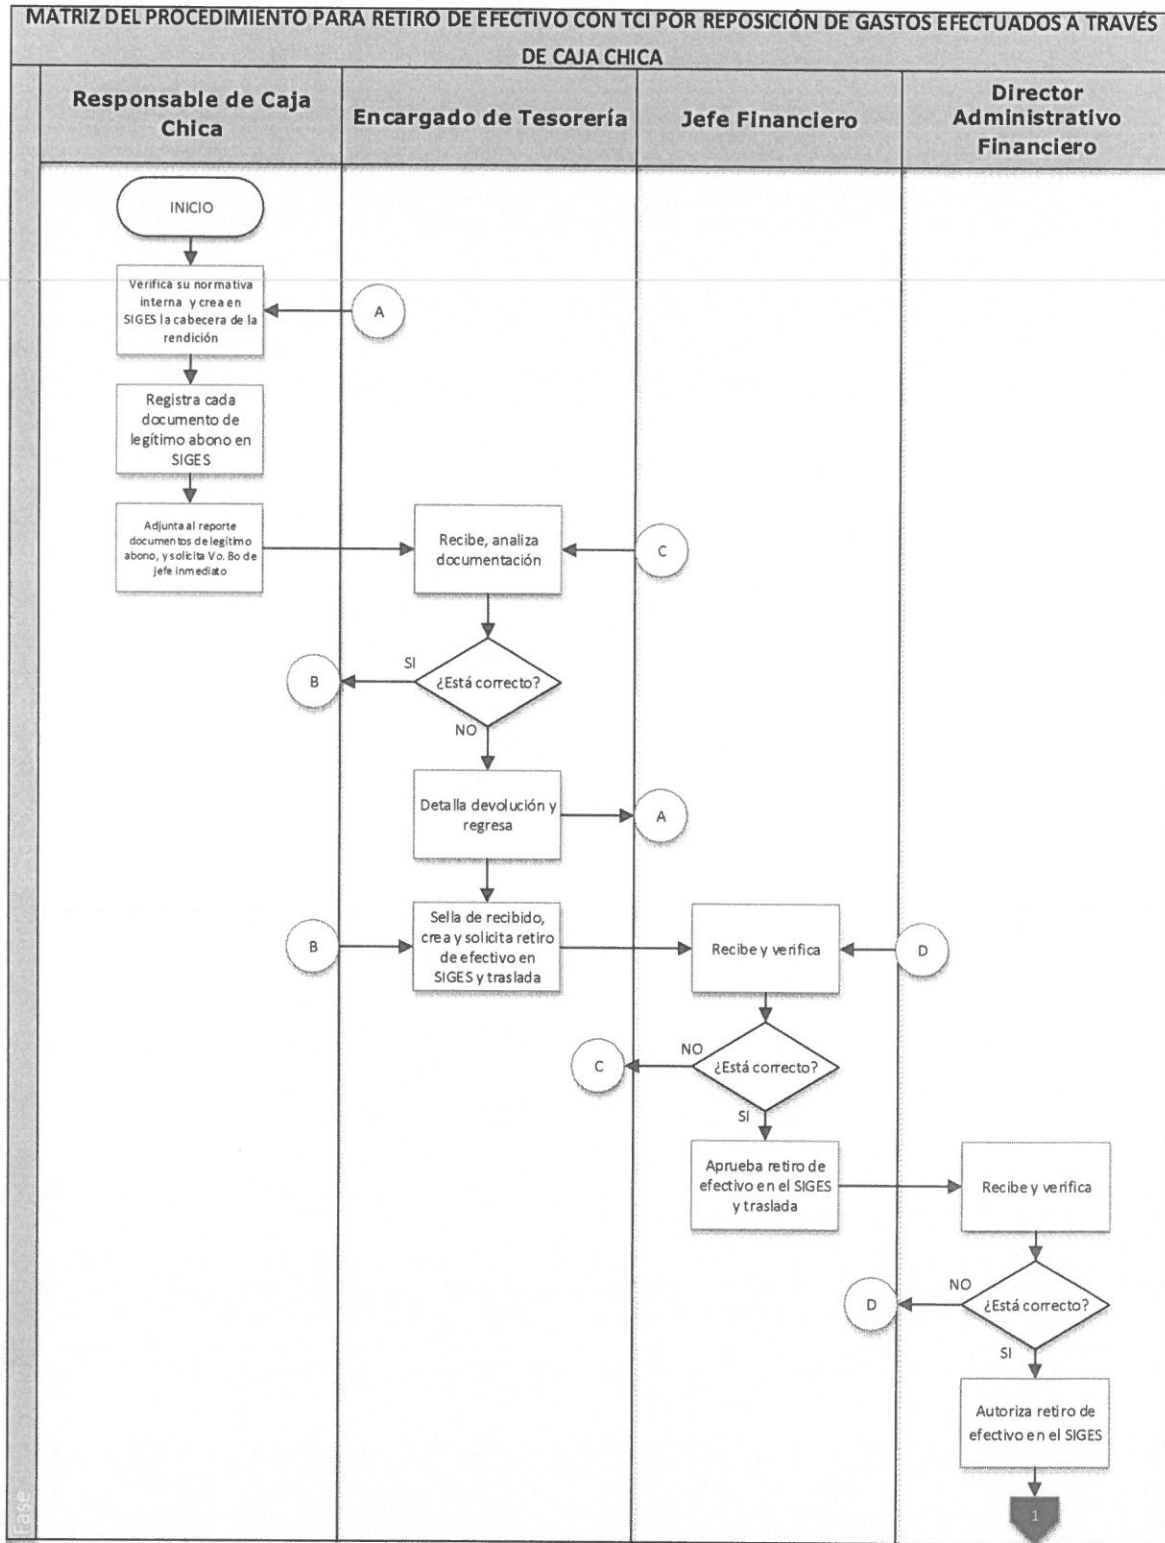 MATRIZ DEL PROCEDIMIENTO PARA RETIRO DE EFECTIVO CON TCI POR REPOSICIÓN DE GASTOS EFECTUADOS A TRAVÉS
DE CAJA CHICA
Responsable de Caja
Chica
Encargado de Tesorería
Jefe Financiero
Director
Administrativo
Financiero
INICIO
Verifica su normativa
interna y crea en
SIGES la cabecera de la
rendición
A
Registra cada
documento de
legítimo abono en
SIGES
Adjunta al reporte
documentos de legítimo
abono, y solicita Vo. Bo de
jefe inmediato
Recibe, analiza
documentación
C
SI
B
¿Está correcto?
NO
Detalla devolución y
regresa
A
B
Sella de recibido,
crea y solicita retiro
de efectivo en
SIGES y traslada
Recibe y verifica
D
NO
C
¿Está correcto?
SI
Aprueba retiro de
efectivo en el SIGES
y traslada
Recibe y verifica
NO
D
¿Está correcto?
SI
Autoriza retiro de
efectivo en el SIGES
1
Fase